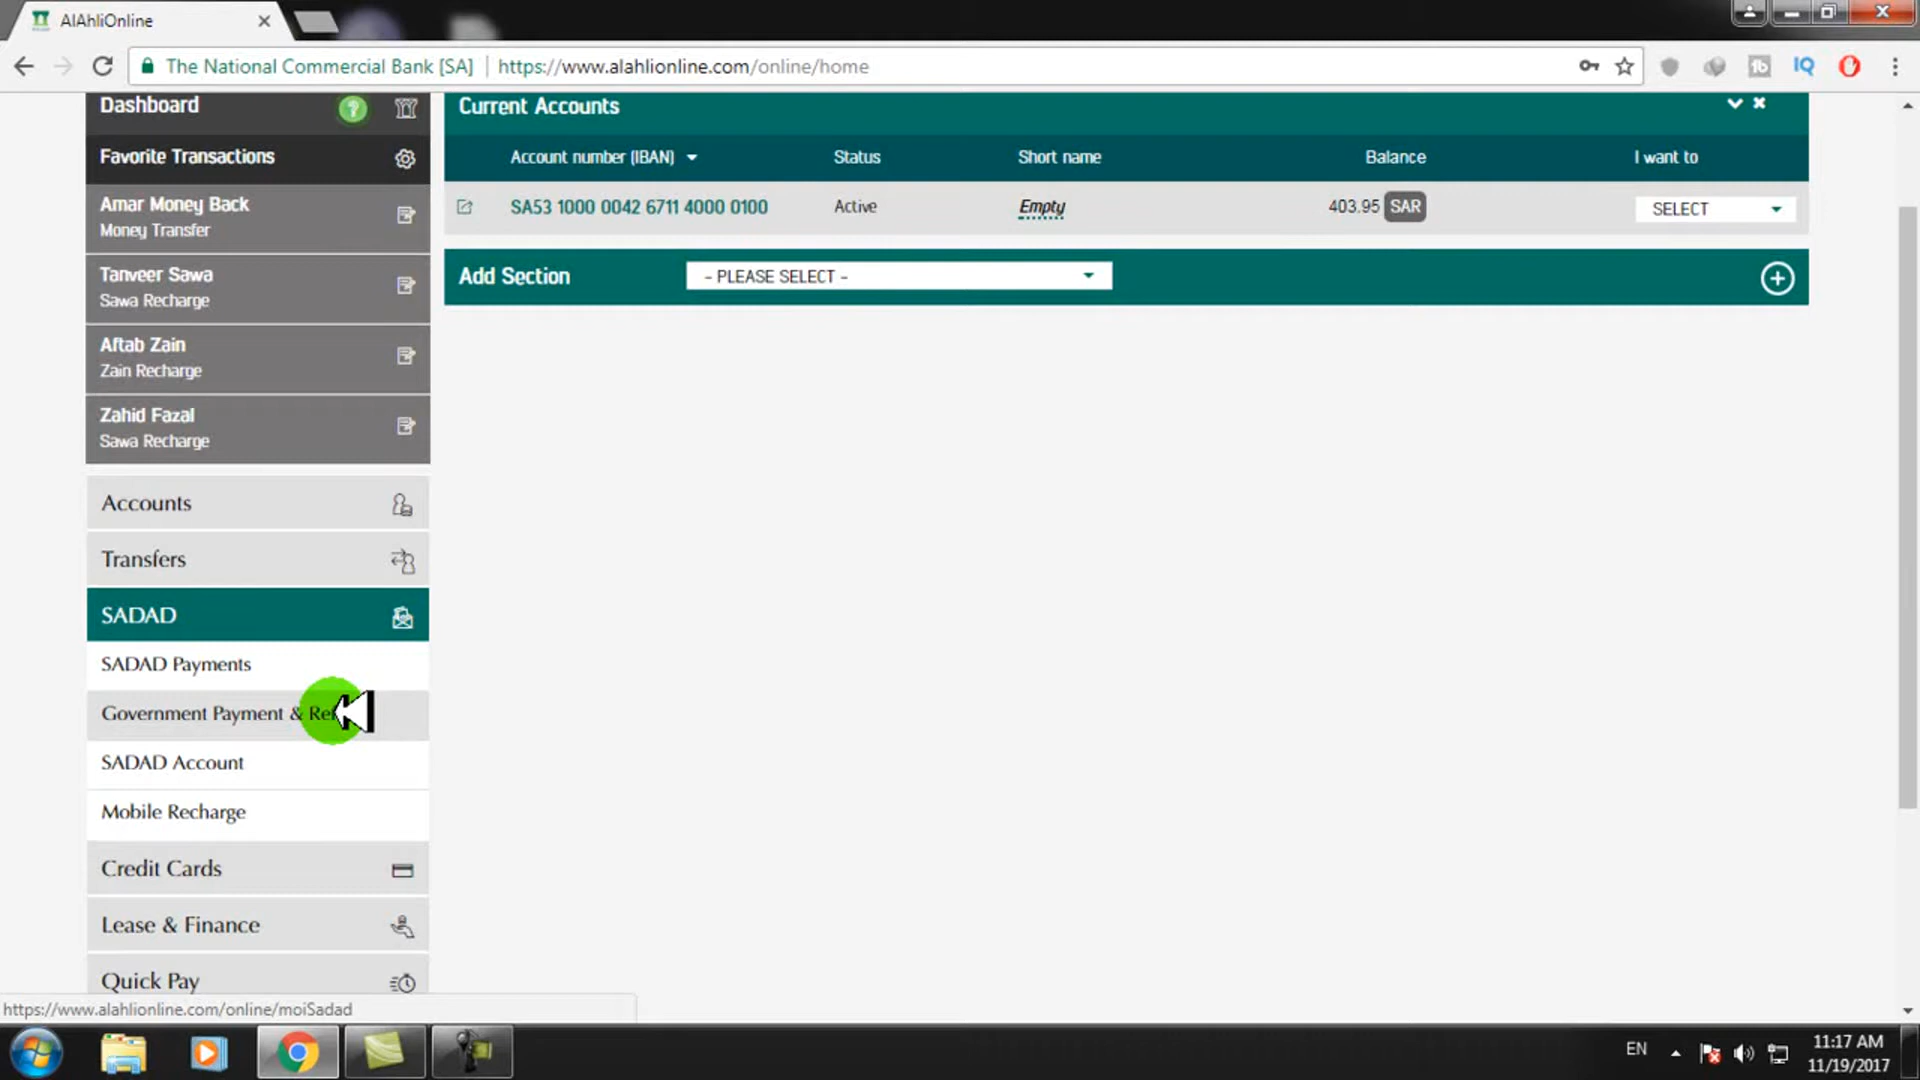 AlAhliOnline
The National Commercial Bank [SA]
https://www.alahlionline.com/online/home
Dashboard
?
Favorite Transactions
Amar Money Back
Money Transfer
Tanveer Sawa
Sawa Recharge
Aftab Zain
Zain Recharge
Zahid Fazal
Sawa Recharge
Accounts
Transfers
SADAD
SADAD Payments
Government Payment &
SADAD Account
Mobile Recharge
Credit Cards
Lease & Finance
Quick Pay
Current Accounts
Account number (IBAN) Status Short name Balance I want to
SA53 1000 0042 6711 4000 0100 Active Empty 403.95 SAR SELECT
Add Section - PLEASE SELECT -
https://www.alahlionline.com/online/moiSadad
EN
11:17 AM
11/19/2017